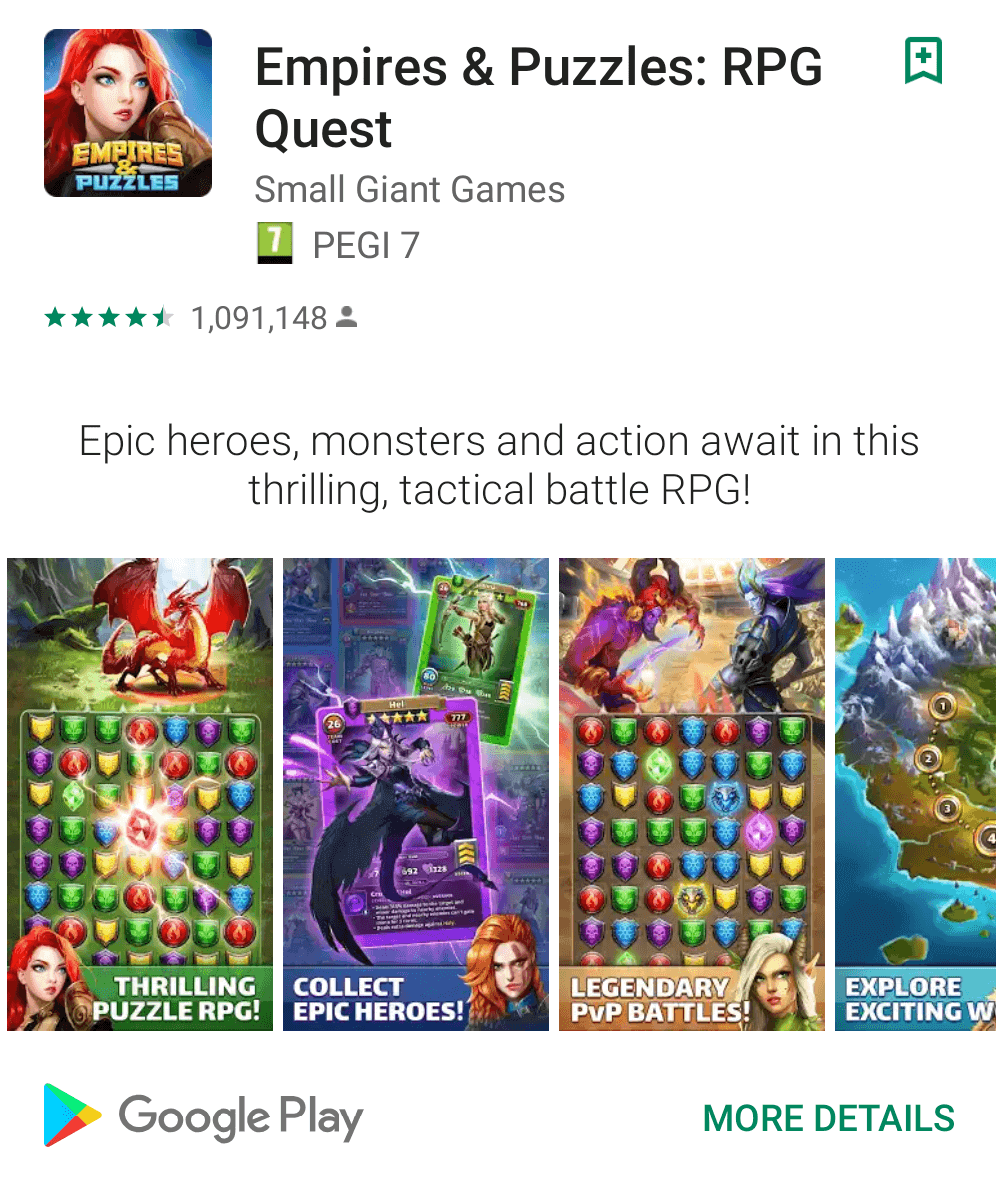 Empires & Puzzles: RPG
Quest
EMPIRES
&
PUZZLES
Small Giant Games
7 PEGI 7
1,091,148
Epic heroes, monsters and action await in this
thrilling, tactical battle RPG!
THRILLING
PUZZLE RPG!
Hel
26
777
80
692 1328
COLLECT
EPIC HEROES!
LEGENDARY
PvP BATTLES!
1
2
3
4
EXPLORE
EXCITING W
Google Play
MORE DETAILS